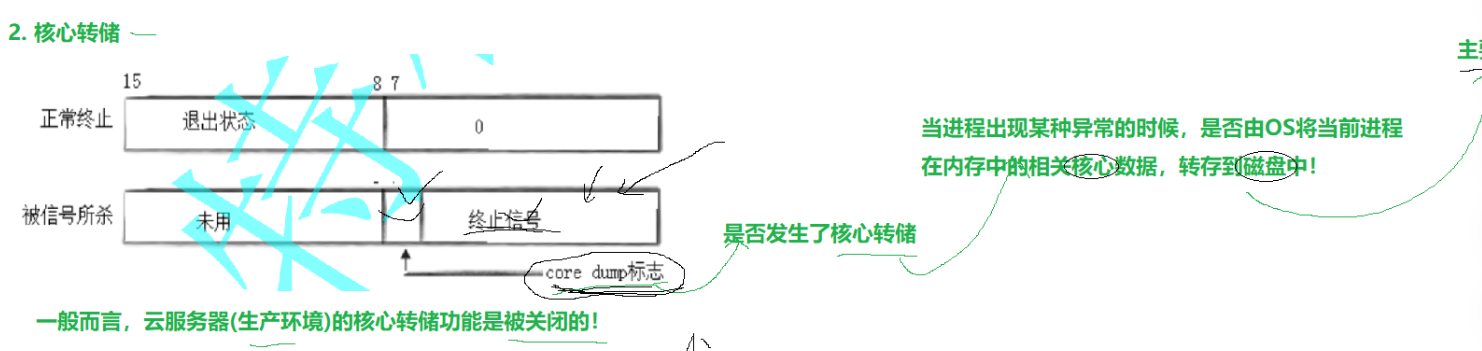 2. 核心转储
主
15
8 7
正常终止
退出状态
0
当进程出现某种异常的时候，是否由OS将当前进程
在内存中的相关核心数据，转存到磁盘中！
被信号所杀
未用
终止信号
是否发生了核心转储
core dump标志
一般而言，云服务器(生产环境)的核心转储功能是被关闭的！